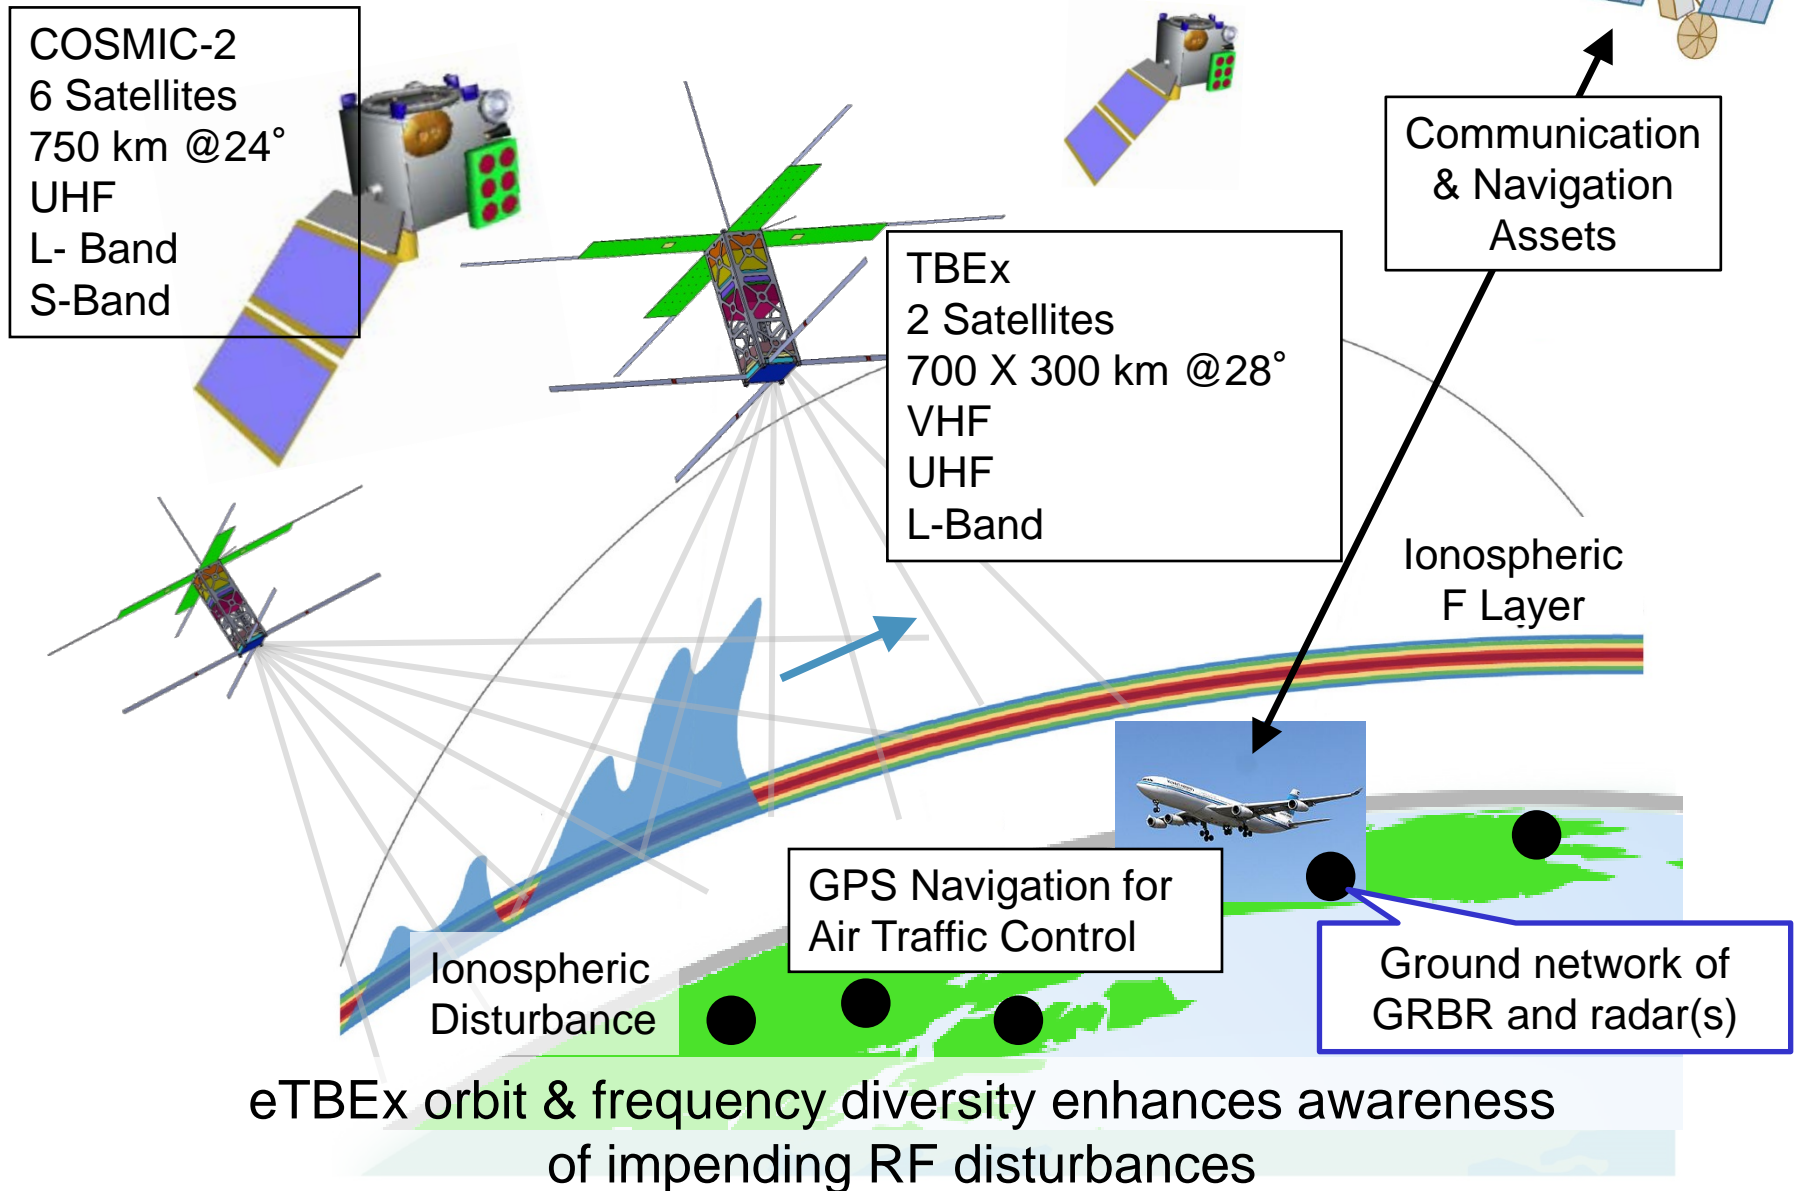 COSMIC-2
6 Satellites
750 km @24°
UHF
L- Band
S-Band
Communication
& Navigation
Assets
TBEx
2 Satellites
700 X 300 km @28°
VHF
UHF
L-Band
Ionospheric
F Layer
GPS Navigation for
Air Traffic Control
Ionospheric
Disturbance
Ground network of
GRBR and radar(s)
eTBEx orbit & frequency diversity enhances awareness
of impending RF disturbances